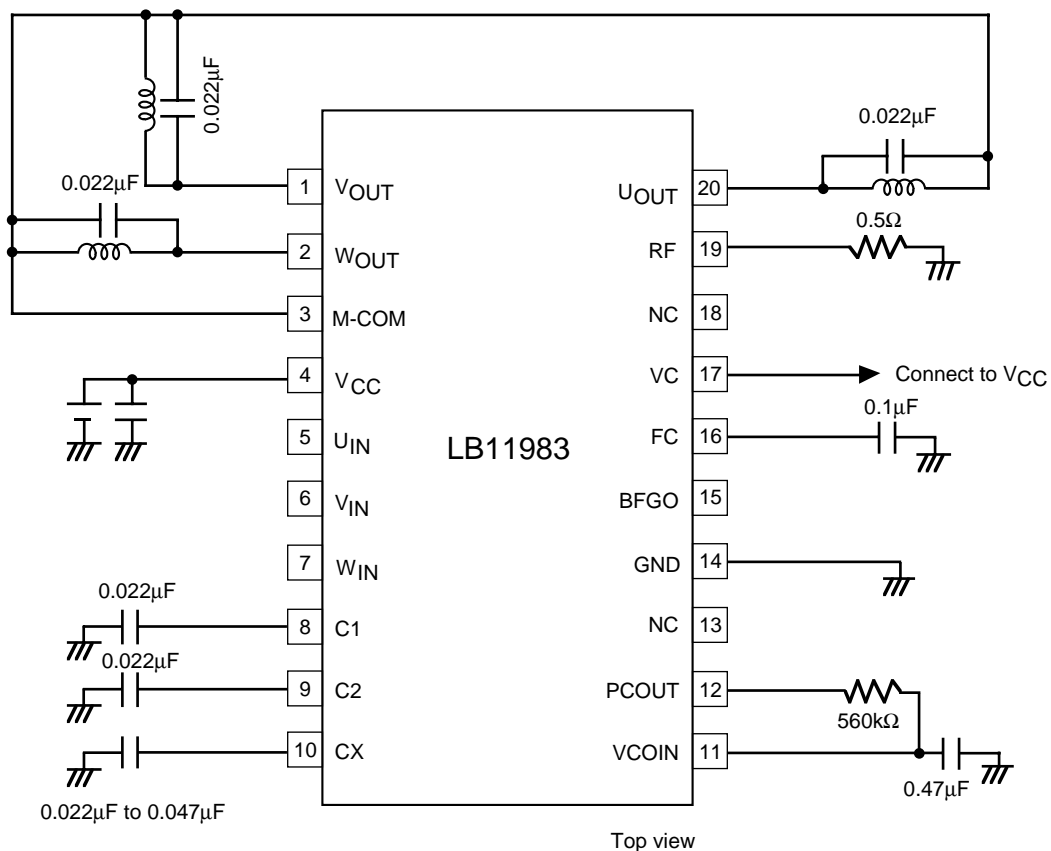 0.022µF
0.022µF
0.022µF
1 VOUT
UOUT 20
0.5Ω
2 WOUT
RF 19
3 M-COM
NC 18
4 VCC
VC 17
Connect to VCC
0.1µF
5 UIN
FC 16
LB11983
6 VIN
BFGO 15
7 WIN
GND 14
0.022µF
8 C1
NC 13
0.022µF
9 C2
PCOUT 12
560kΩ
10 CX
VCOIN 11
0.47µF
0.022µF to 0.047µF
Top view